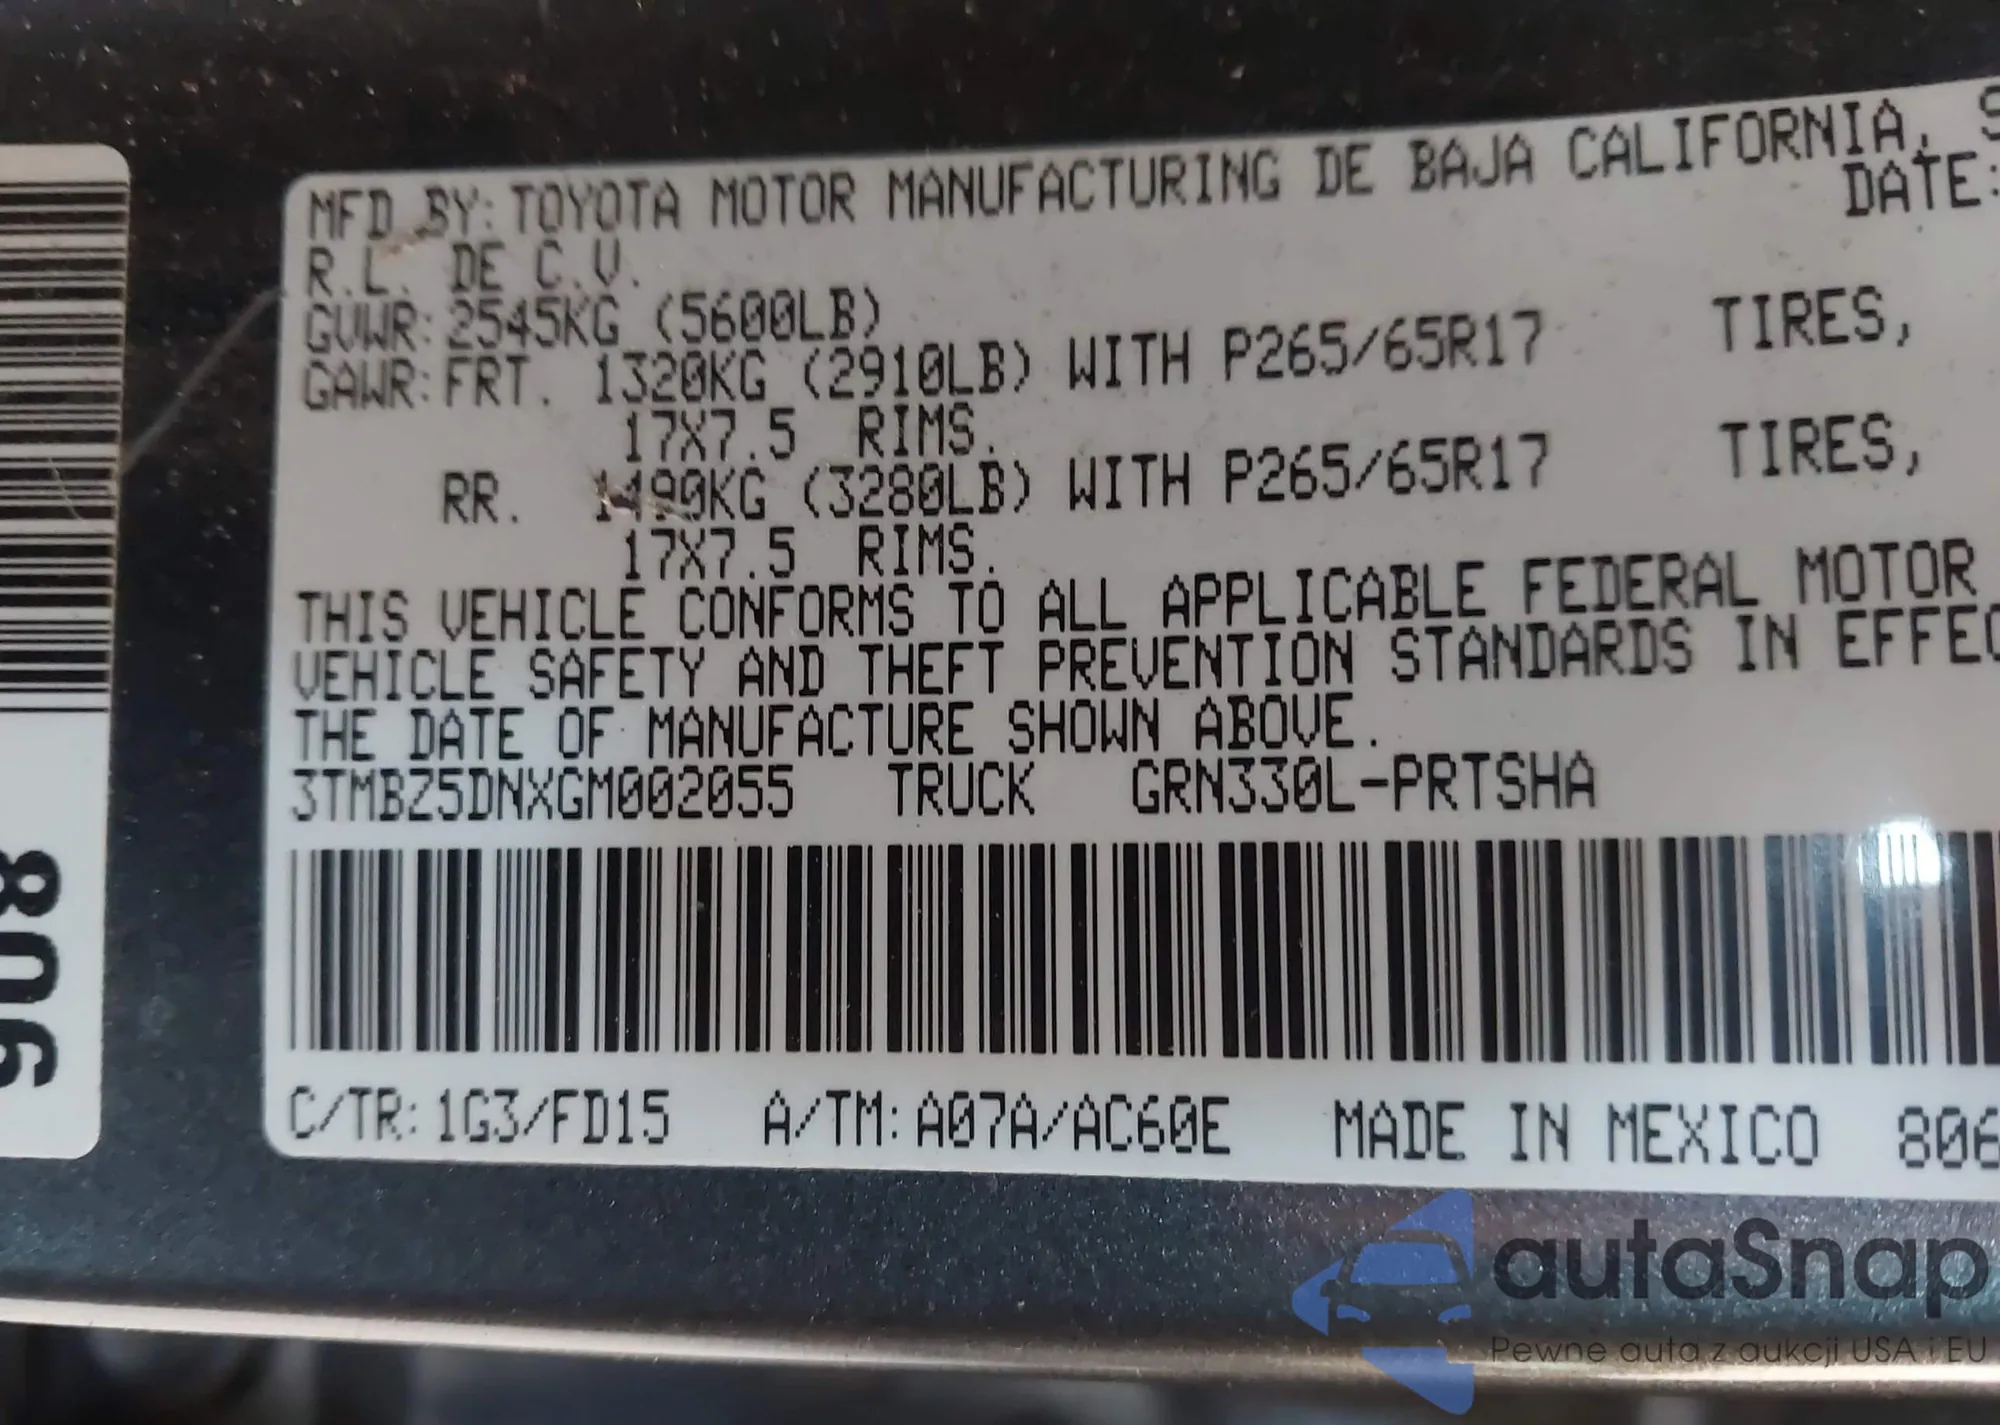 MFD BY: TOYOTA MOTOR MANUFACTURING DE BAJA CALIFORNIA, S
R.L. DE C.V. DATE:
GVWR: 2545KG (5600LB)
GAWR: FRT. 1320KG (2910LB) WITH P265/65R17 TIRES,
17X7.5 RIMS.
RR. 1490KG (3280LB) WITH P265/65R17 TIRES,
17X7.5 RIMS.
THIS VEHICLE CONFORMS TO ALL APPLICABLE FEDERAL MOTOR
VEHICLE SAFETY AND THEFT PREVENTION STANDARDS IN EFFEC
THE DATE OF MANUFACTURE SHOWN ABOVE.
3TMBZ5DNXGM002055 TRUCK GRN330L-PRTSHA
C/TR: 1G3/FD15 A/TM: A07A/AC60E MADE IN MEXICO 806
908
autaSnap
Pewne auta z aukcji USA i EU